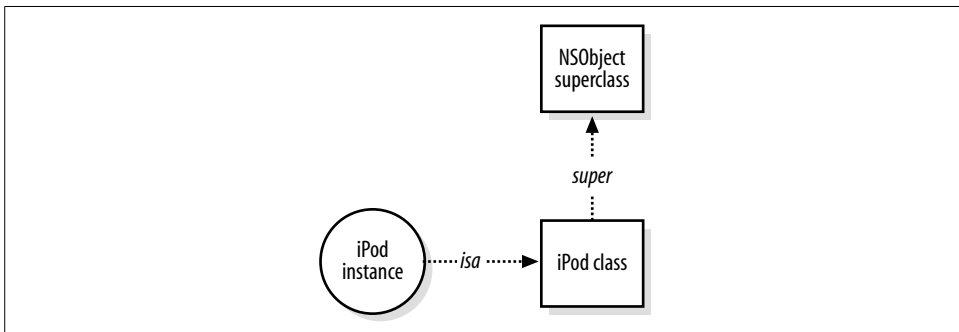 NSObject
superclass
super
iPod
instance
isa
iPod class